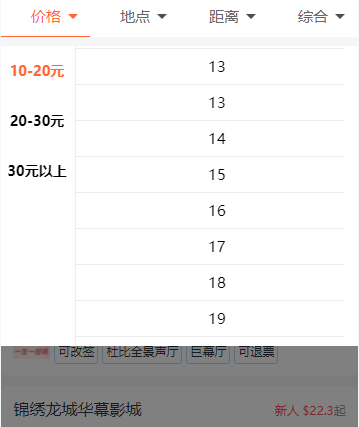 价格 地点 距离 综合
10-20元
20-30元
30元以上
13
13
14
15
16
17
18
19
可改签 杜比全景声厅 巨幕厅 可退票
锦绣龙城华幕影城 新人 $22.3起